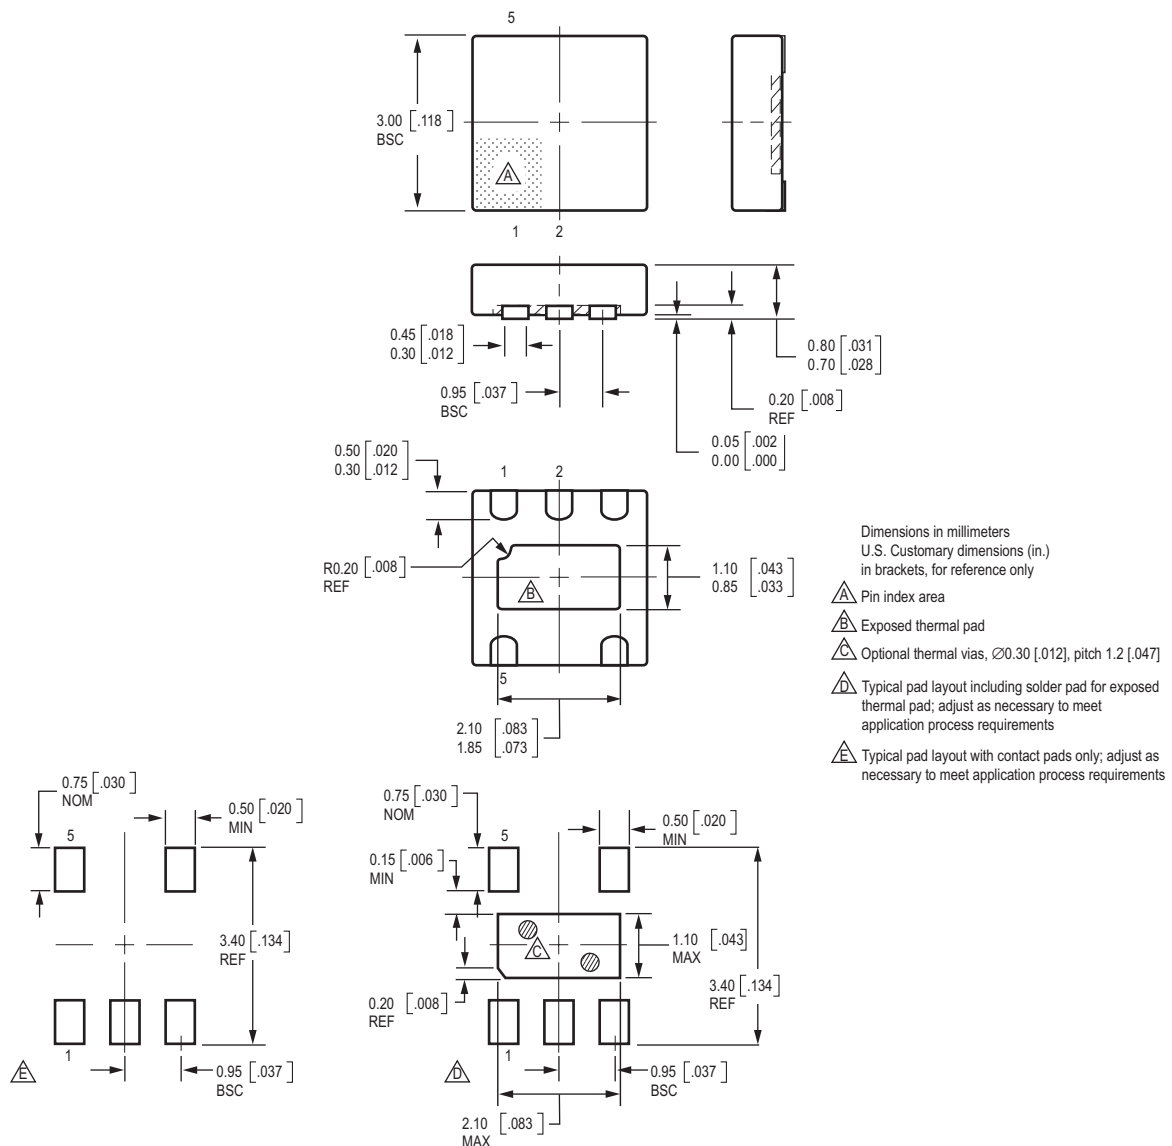 5
3.00 [.118]
BSC
A
1 2
0.45 [.018
0.30 .012]
0.80 [.031
0.70 .028]
0.95 [.037]
BSC
0.20 [.008]
REF
0.05 [.002
0.00 .000]
0.50 [.020
0.30 .012]
1 2
R0.20 [.008]
REF
B
1.10 [.043
0.85 .033]
5
2.10 [.083
1.85 .073]
Dimensions in millimeters
U.S. Customary dimensions (in.)
in brackets, for reference only
A Pin index area
B Exposed thermal pad
C Optional thermal vias, ∅0.30 [.012], pitch 1.2 [.047]
D Typical pad layout including solder pad for exposed
thermal pad; adjust as necessary to meet
application process requirements
E Typical pad layout with contact pads only; adjust as
necessary to meet application process requirements
0.75 [.030]
NOM
0.50 [.020]
MIN
5
3.40 [.134]
REF
1
E
0.95 [.037]
BSC
0.75 [.030]
NOM
5
0.50 [.020]
MIN
0.15 [.006]
MIN
C
1.10 [.043]
MAX
3.40 [.134]
REF
0.20 [.008]
REF
1
D
0.95 [.037]
BSC
2.10 [.083]
MAX